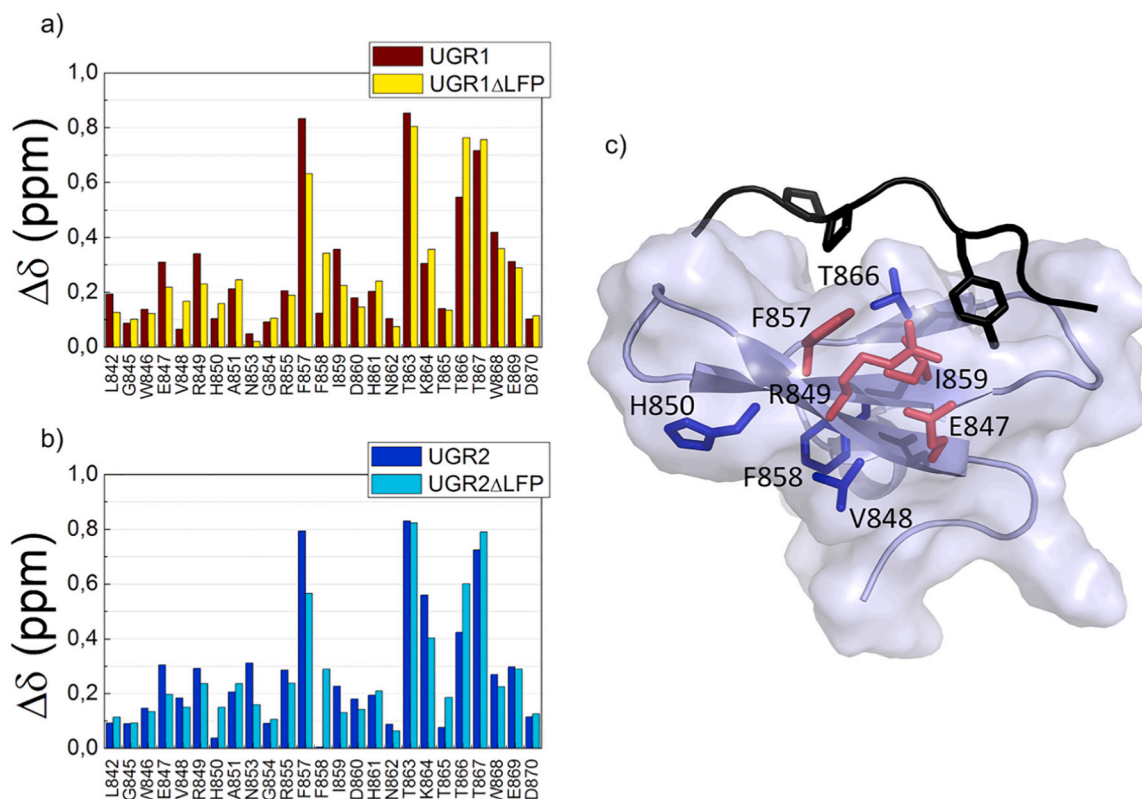 a)
UGR1
UGR1ΔLFP
Δδ (ppm)
1,0
0,8
0,6
0,4
0,2
0,0
L842
G845
W846
E847
V848
R849
H850
A851
N853
G854
R855
F857
F858
I859
D860
H861
N862
T863
K864
T865
T866
T867
W868
E869
D870
b)
UGR2
UGR2ΔLFP
Δδ (ppm)
1,0
0,8
0,6
0,4
0,2
0,0
L842
G845
W846
E847
V848
R849
H850
A851
N853
G854
R855
F857
F858
I859
D860
H861
N862
T863
K864
T865
T866
T867
W868
E869
D870
c)
T866
F857
I859
R849
H850
E847
F858
V848